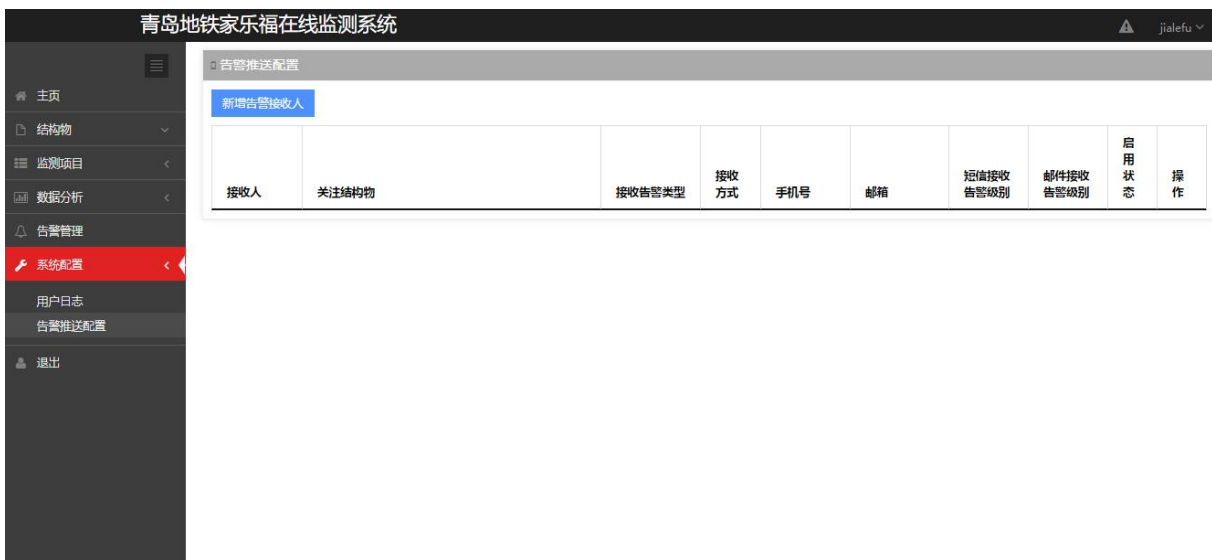 青岛地铁家乐福在线监测系统
jialefu
告警推送配置
主页
新增告警接收人
结构物
监测项目
数据分析
告警管理
系统配置
用户日志
告警推送配置
退出
接收人
关注结构物
接收告警类型
接收
方式
手机号
邮箱
短信接收
告警级别
邮件接收
告警级别
启
用
状
态
操
作